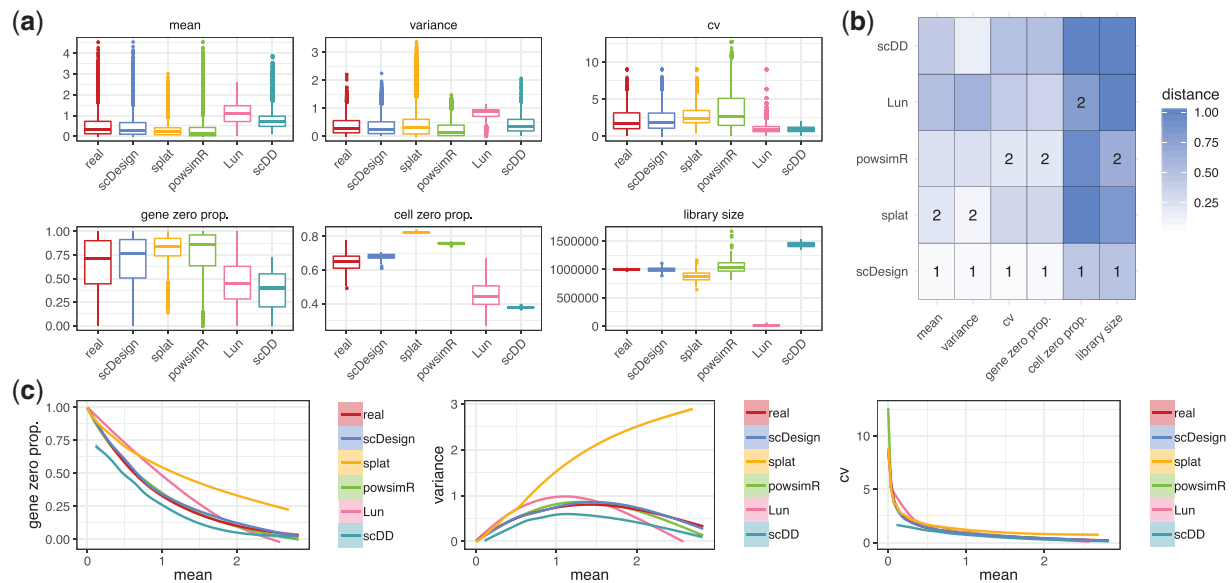 (a)
mean
4
3
2
1
0
real
scDesign
splat
powsimR
Lun
scDD
variance
3
2
1
0
real
scDesign
splat
powsimR
Lun
scDD
cv
10
5
0
real
scDesign
splat
powsimR
Lun
scDD
gene zero prop.
1.00
0.75
0.50
0.25
0.00
real
scDesign
splat
powsimR
Lun
scDD
cell zero prop.
0.8
0.6
0.4
real
scDesign
splat
powsimR
Lun
scDD
library size
1500000
1000000
500000
0
real
scDesign
splat
powsimR
Lun
scDD
(b)
scDD
Lun
2
powsimR
2 2 2
splat
2 2
scDesign
1 1 1 1 1 1
mean
variance
cv
gene zero prop.
cell zero prop.
library size
distance
1.00
0.75
0.50
0.25
(c)
gene zero prop.
1.00
0.75
0.50
0.25
0.00
0 1 2
mean
real
scDesign
splat
powsimR
Lun
scDD
variance
3
2
1
0
0 1 2
mean
real
scDesign
splat
powsimR
Lun
scDD
cv
10
5
0
0 1 2
mean
real
scDesign
splat
powsimR
Lun
scDD